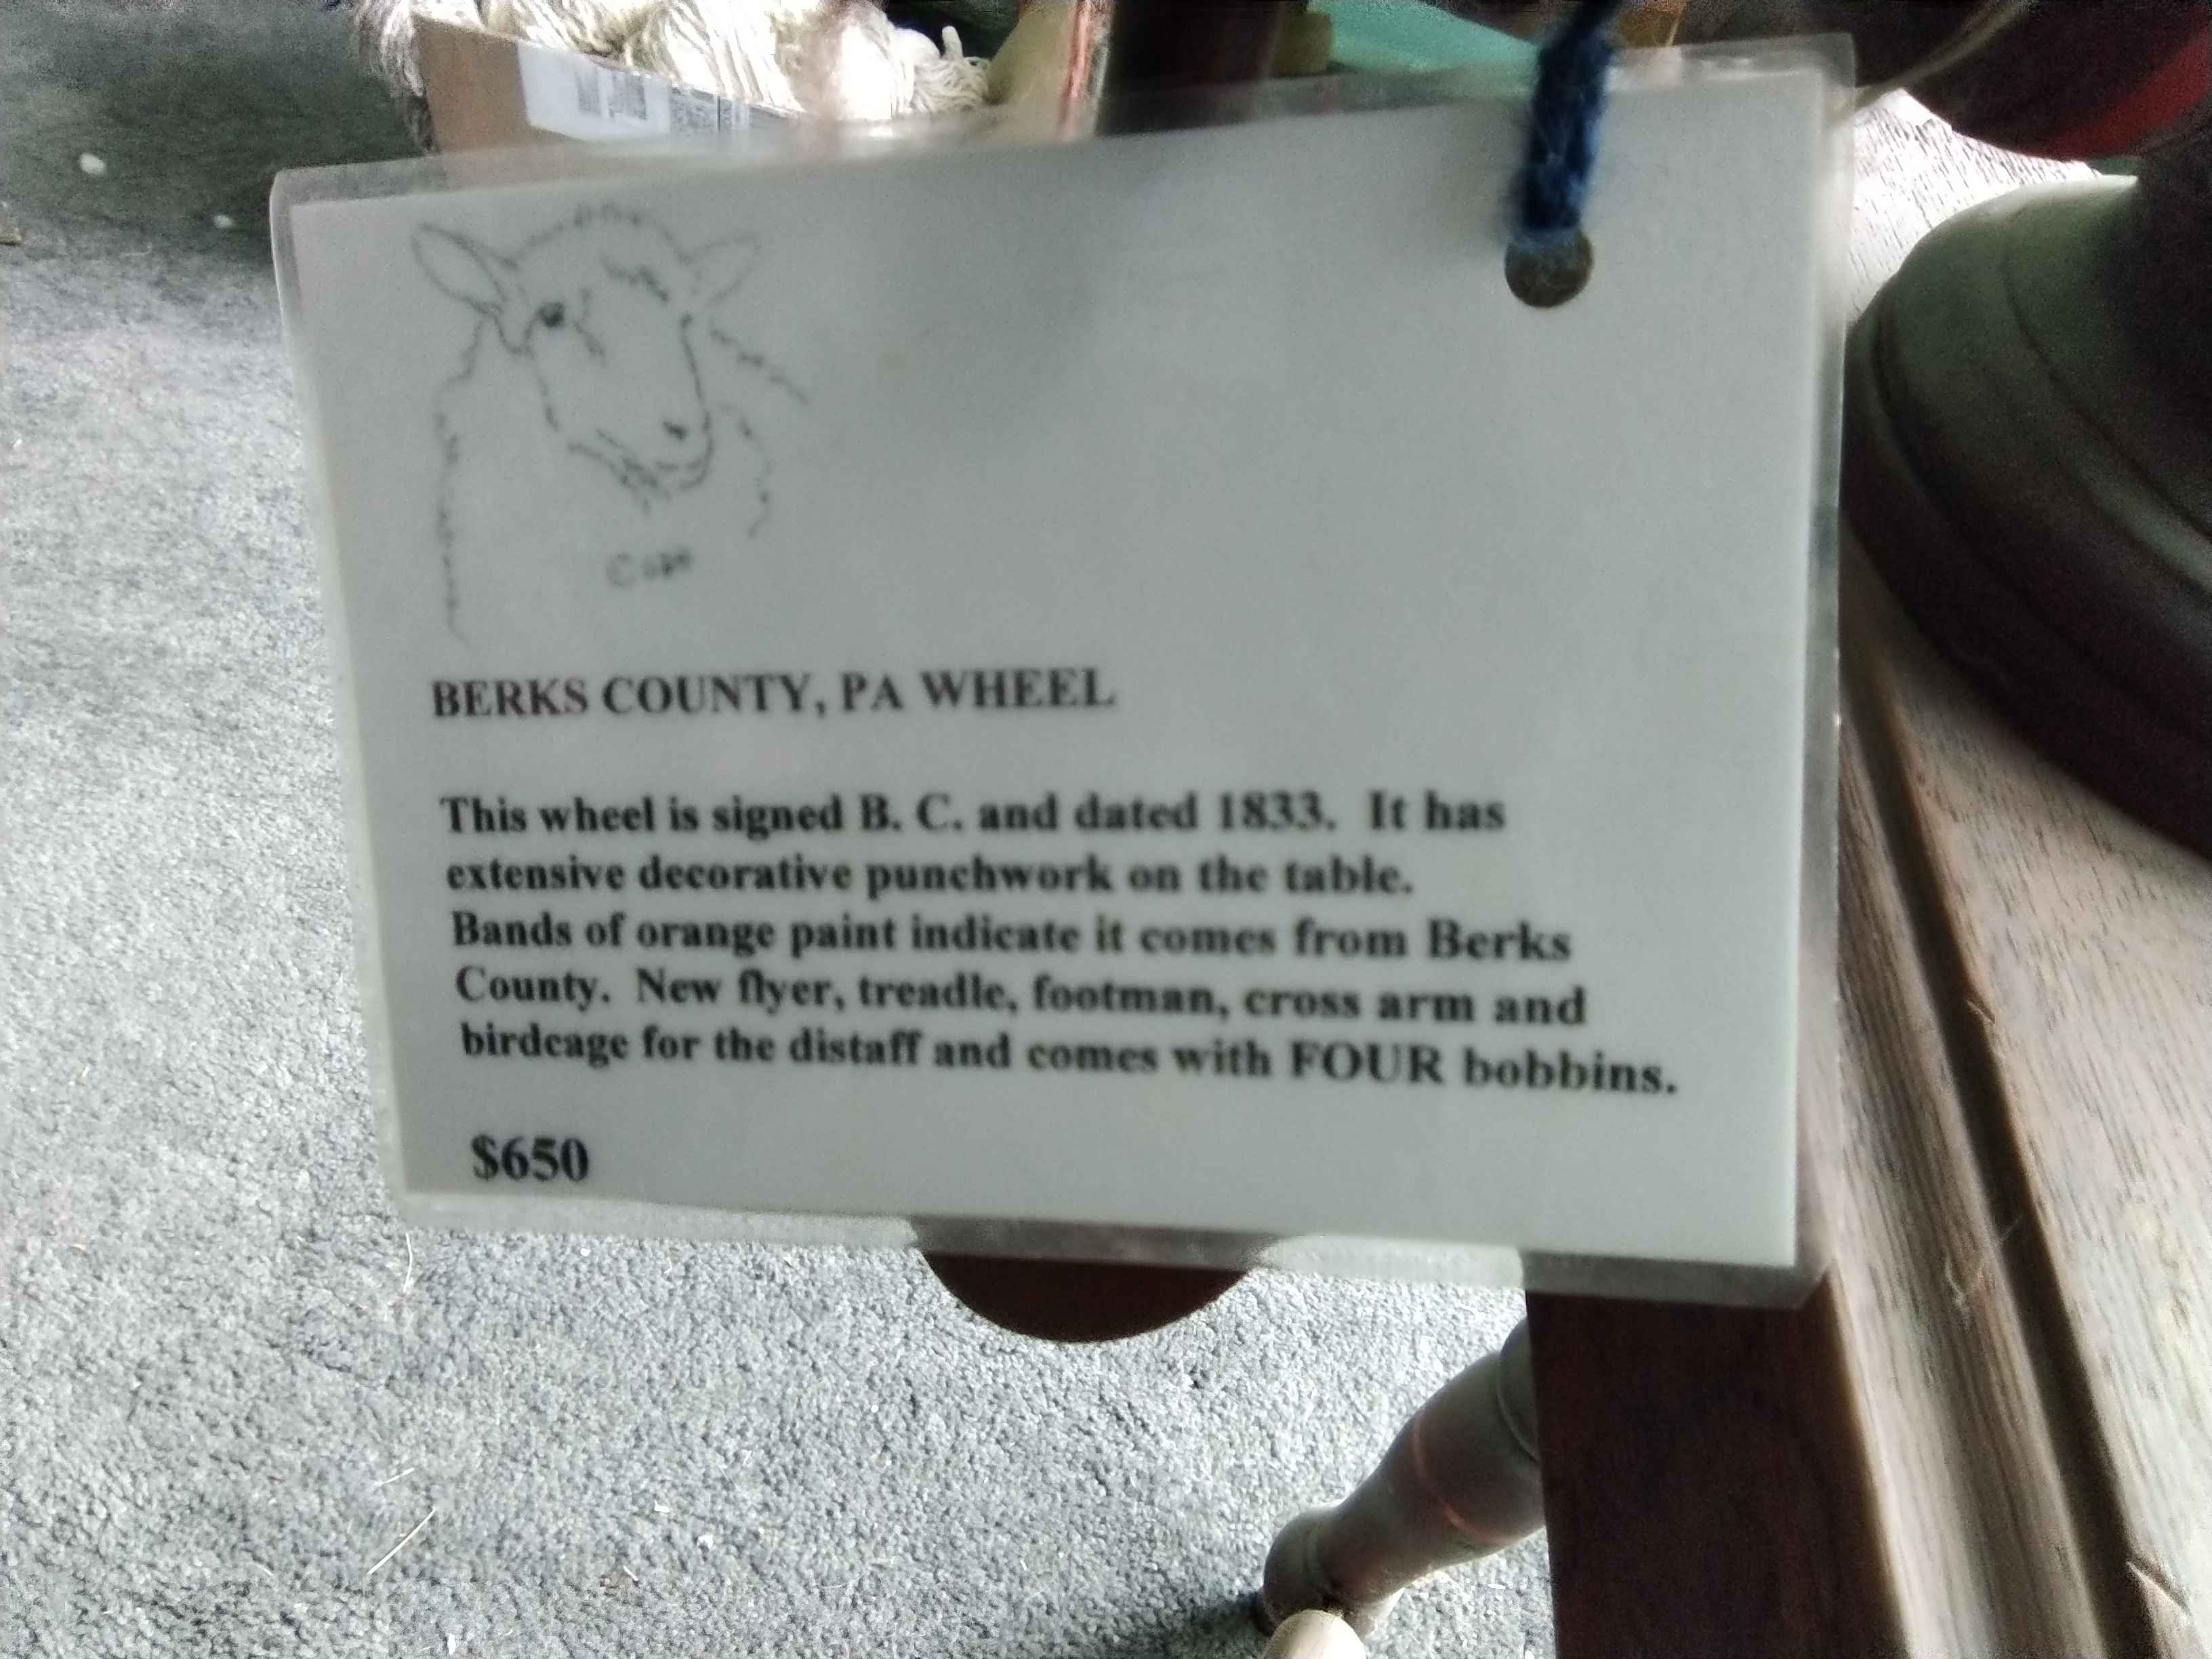 BERKS COUNTY, PA WHEEL
This wheel is signed B. C. and dated 1833. It has
extensive decorative punchwork on the table.
Bands of orange paint indicate it comes from Berks
County. New flyer, treadle, footman, cross arm and
birdcage for the distaff and comes with FOUR bobbins.
$650